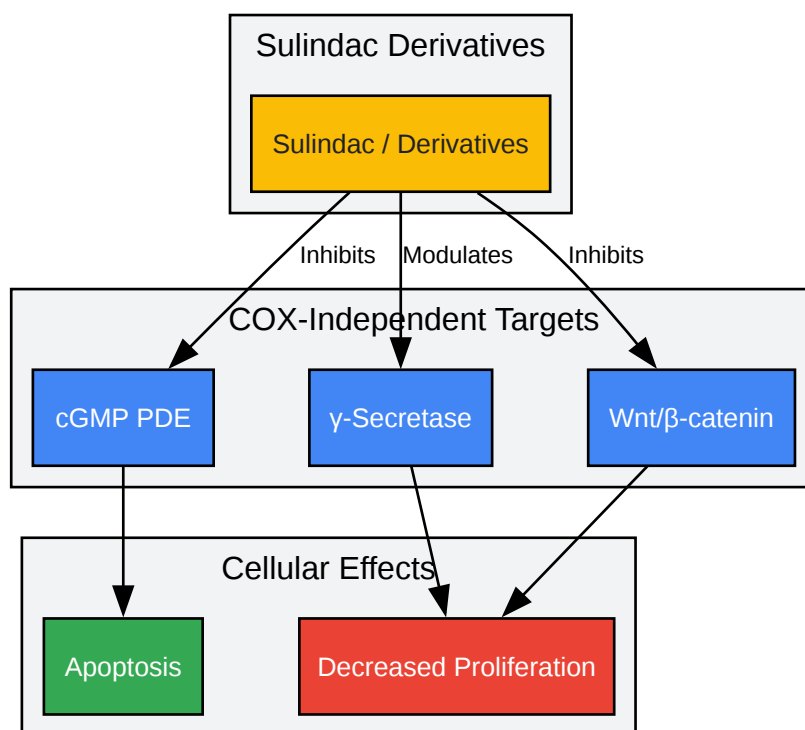 Sulindac Derivatives
Sulindac / Derivatives
Inhibits
Modulates
Inhibits
COX-Independent Targets
cGMP PDE
γ-Secretase
Wnt/β-catenin
Cellular Effects
Apoptosis
Decreased Proliferation